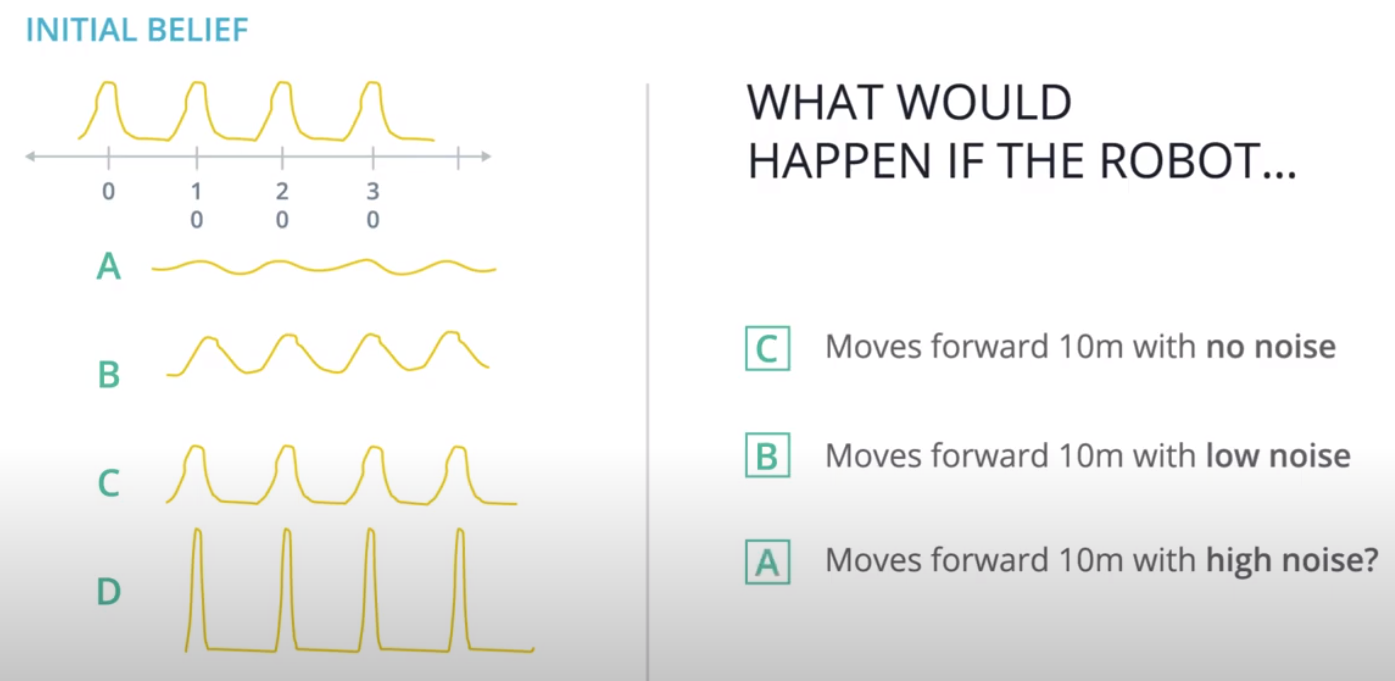 INITIAL BELIEF
0 1 2 3
0 0 0
A
B
C
D
WHAT WOULD
HAPPEN IF THE ROBOT...
C Moves forward 10m with no noise
B Moves forward 10m with low noise
A Moves forward 10m with high noise?